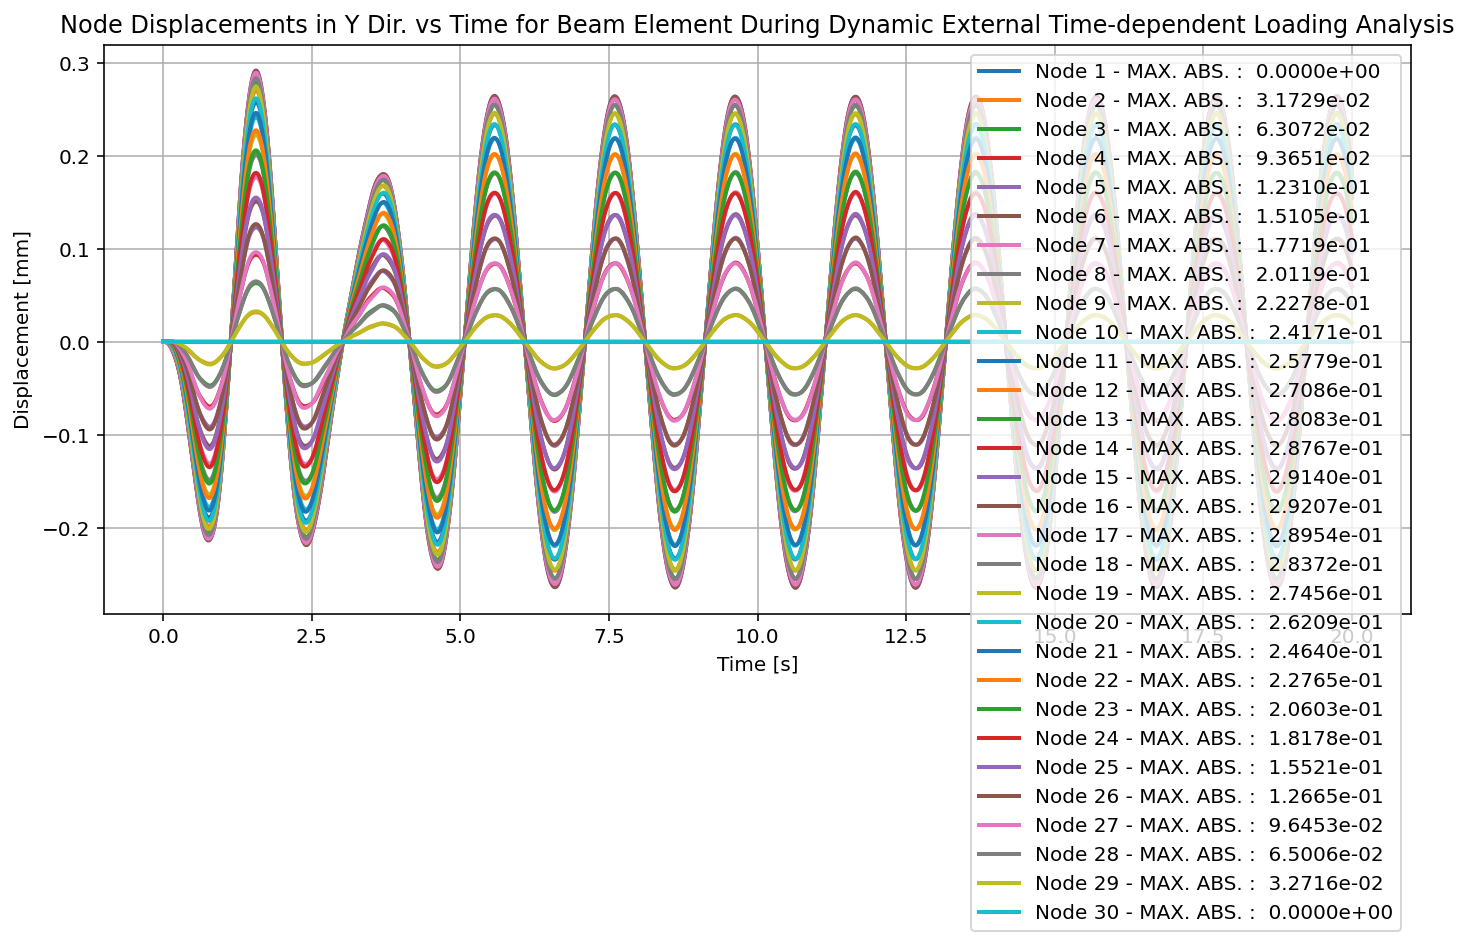 Node Displacements in Y Dir. vs Time for Beam Element During Dynamic External Time-dependent Loading Analysis
Displacement [mm]
0.3
0.2
0.1
0.0
−0.1
−0.2
0.0
2.5
5.0
7.5
10.0
12.5
15.0
17.5
20.0
Time [s]
Node 1 - MAX. ABS. : 0.0000e+00
Node 2 - MAX. ABS. : 3.1729e-02
Node 3 - MAX. ABS. : 6.3072e-02
Node 4 - MAX. ABS. : 9.3651e-02
Node 5 - MAX. ABS. : 1.2310e-01
Node 6 - MAX. ABS. : 1.5105e-01
Node 7 - MAX. ABS. : 1.7719e-01
Node 8 - MAX. ABS. : 2.0119e-01
Node 9 - MAX. ABS. : 2.2278e-01
Node 10 - MAX. ABS. : 2.4171e-01
Node 11 - MAX. ABS. : 2.5779e-01
Node 12 - MAX. ABS. : 2.7086e-01
Node 13 - MAX. ABS. : 2.8083e-01
Node 14 - MAX. ABS. : 2.8767e-01
Node 15 - MAX. ABS. : 2.9140e-01
Node 16 - MAX. ABS. : 2.9207e-01
Node 17 - MAX. ABS. : 2.8954e-01
Node 18 - MAX. ABS. : 2.8372e-01
Node 19 - MAX. ABS. : 2.7456e-01
Node 20 - MAX. ABS. : 2.6209e-01
Node 21 - MAX. ABS. : 2.4640e-01
Node 22 - MAX. ABS. : 2.2765e-01
Node 23 - MAX. ABS. : 2.0603e-01
Node 24 - MAX. ABS. : 1.8178e-01
Node 25 - MAX. ABS. : 1.5521e-01
Node 26 - MAX. ABS. : 1.2665e-01
Node 27 - MAX. ABS. : 9.6453e-02
Node 28 - MAX. ABS. : 6.5006e-02
Node 29 - MAX. ABS. : 3.2716e-02
Node 30 - MAX. ABS. : 0.0000e+00